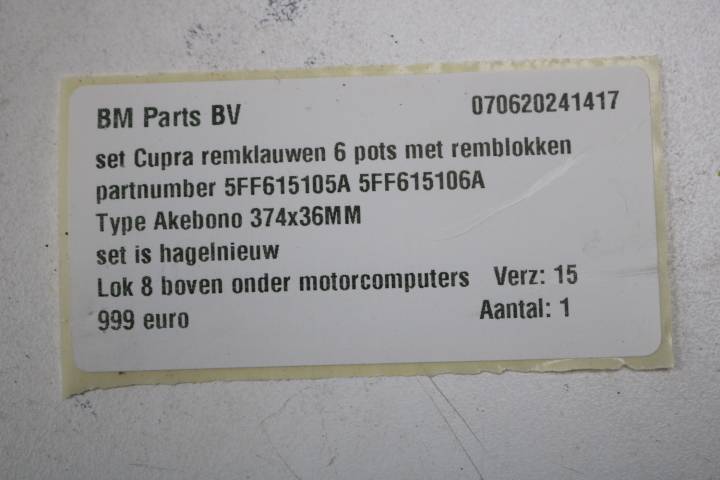 BM Parts BV 070620241417
set Cupra remklauwen 6 pots met remblokken
partnumber 5FF615105A 5FF615106A
Type Akebono 374x36MM
set is hagelnieuw
Lok 8 boven onder motorcomputers Verz: 15
999 euro Aantal: 1